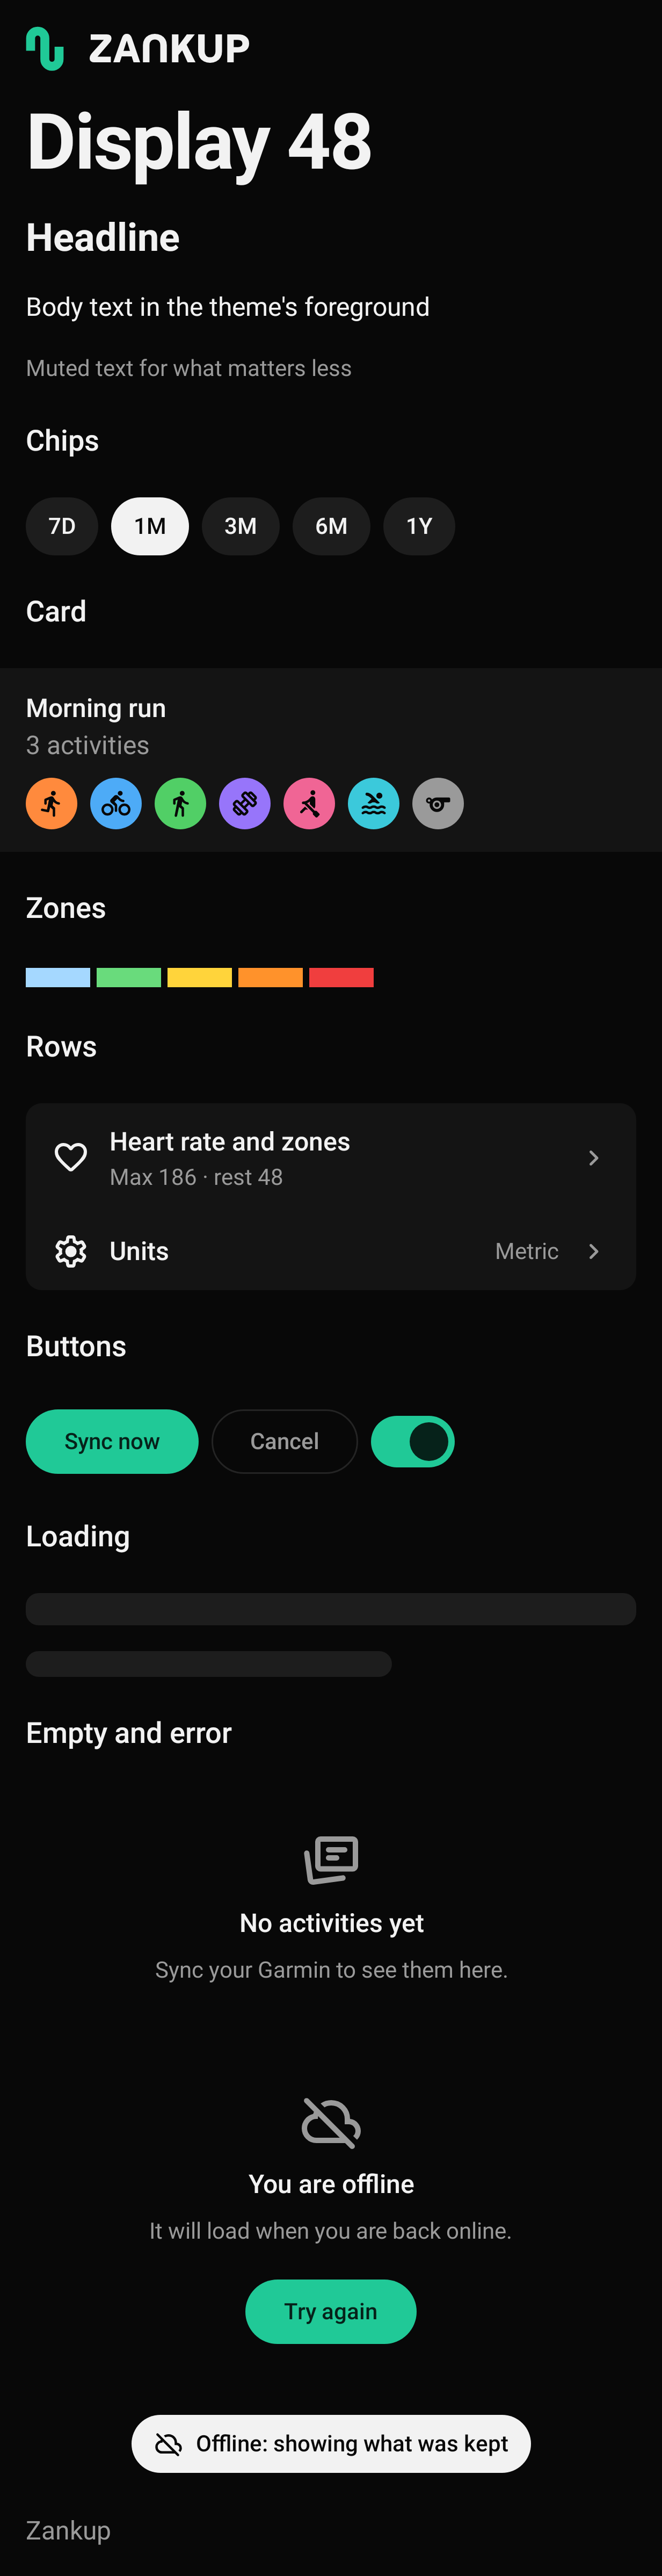 ZANKUP
Display 48
Headline
Body text in the theme's foreground
Muted text for what matters less
Chips
7D 1M 3M 6M 1Y
Card
Morning run
3 activities
Zones
Rows
Heart rate and zones
Max 186 · rest 48
Units Metric
Buttons
Sync now Cancel
Loading
Empty and error
No activities yet
Sync your Garmin to see them here.
You are offline
It will load when you are back online.
Try again
Offline: showing what was kept
Zankup